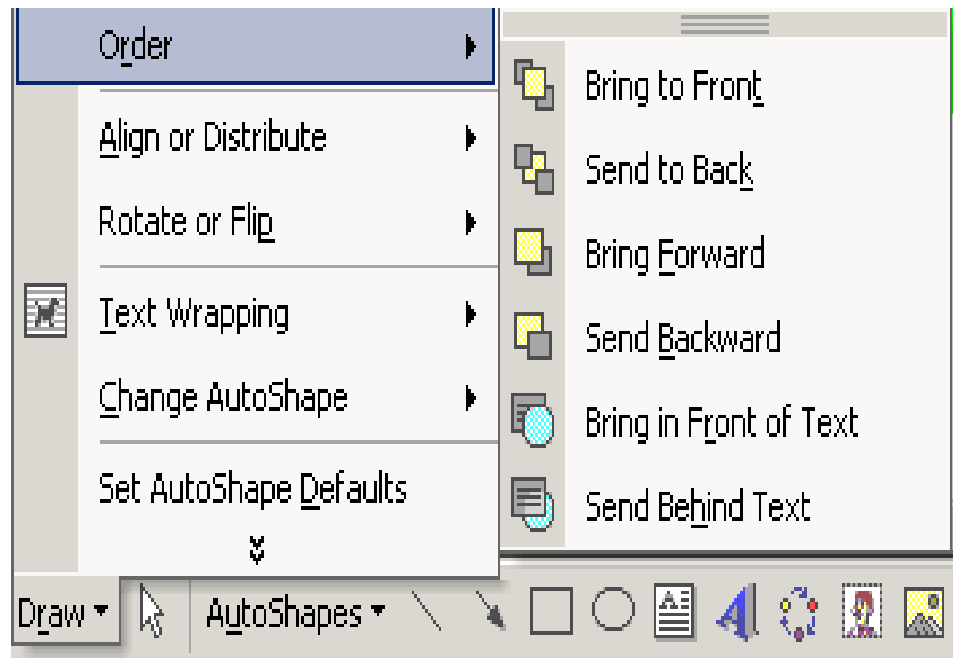 Order
Align or Distribute
Rotate or Flip
Text Wrapping
Change AutoShape
Set AutoShape Defaults
Bring to Front
Send to Back
Bring Forward
Send Backward
Bring in Front of Text
Send Behind Text
Draw
AutoShapes